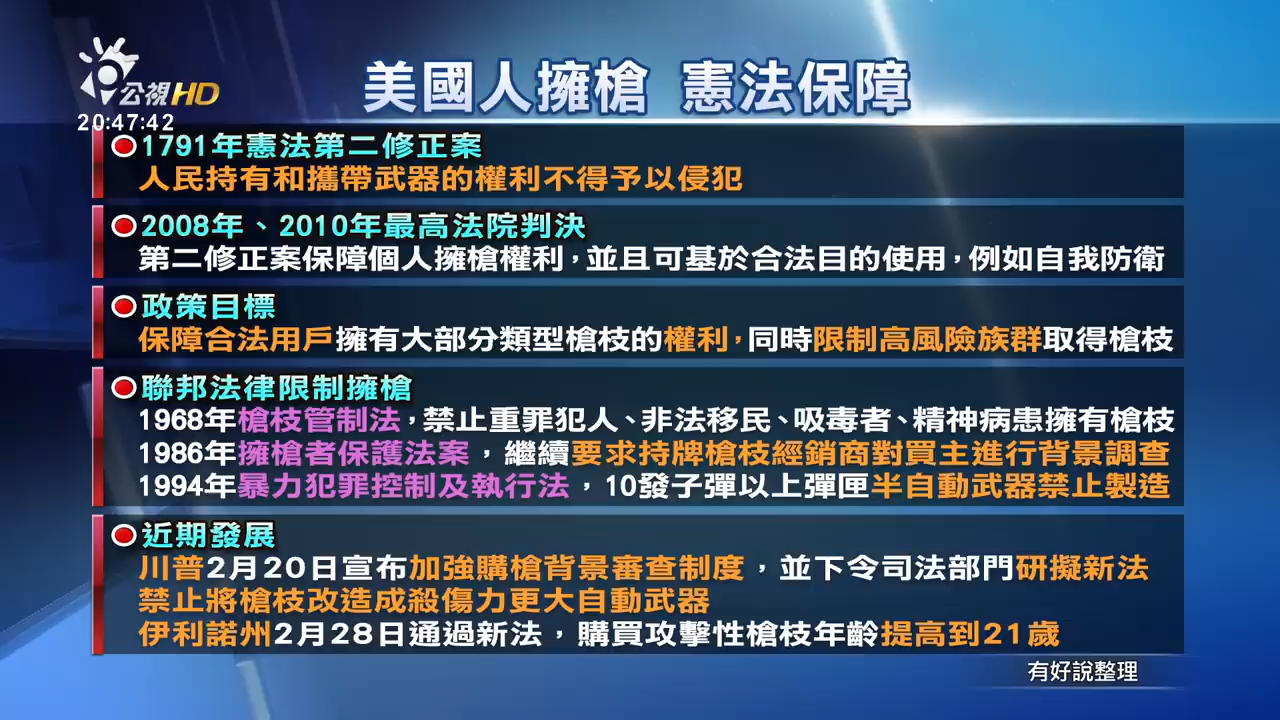 公視HD
20:47:42
美國人擁槍 憲法保障
1791年憲法第二修正案
人民持有和攜帶武器的權利不得予以侵犯
2008年、2010年最高法院判決
第二修正案保障個人擁槍權利,並且可基於合法目的使用,例如自我防衛
政策目標
保障合法用戶擁有大部分類型槍枝的權利,同時限制高風險族群取得槍枝
聯邦法律限制擁槍
1968年槍枝管制法,禁止重罪犯人、非法移民、吸毒者、精神病患擁有槍枝
1986年擁槍者保護法案,繼續要求持牌槍枝經銷商對買主進行背景調查
1994年暴力犯罪控制及執行法,10發子彈以上彈匣半自動武器禁止製造
近期發展
川普2月20日宣布加強購槍背景審查制度,並下令司法部門研擬新法
禁止將槍枝改造成殺傷力更大自動武器
伊利諾州2月28日通過新法,購買攻擊性槍枝年齡提高到21歲
有好說整理